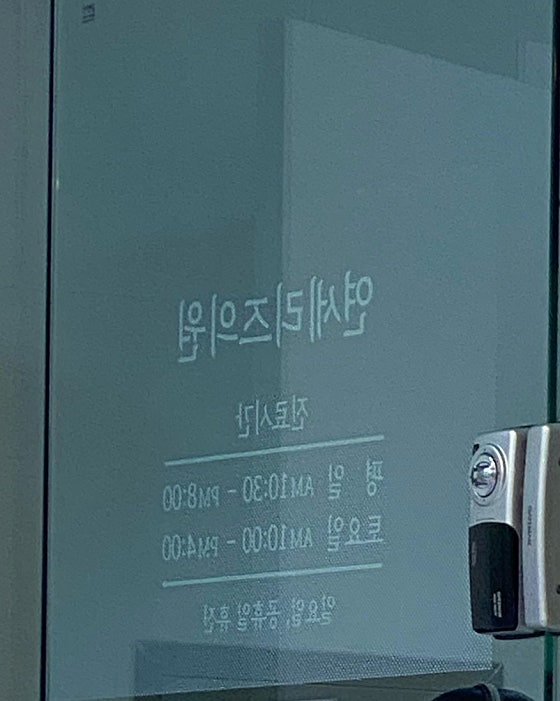 연세리즈의원
진료시간
평 일 AM10:30 - PM8:00
토요일 AM10:00 - PM4:00
일요일, 공휴일 휴진